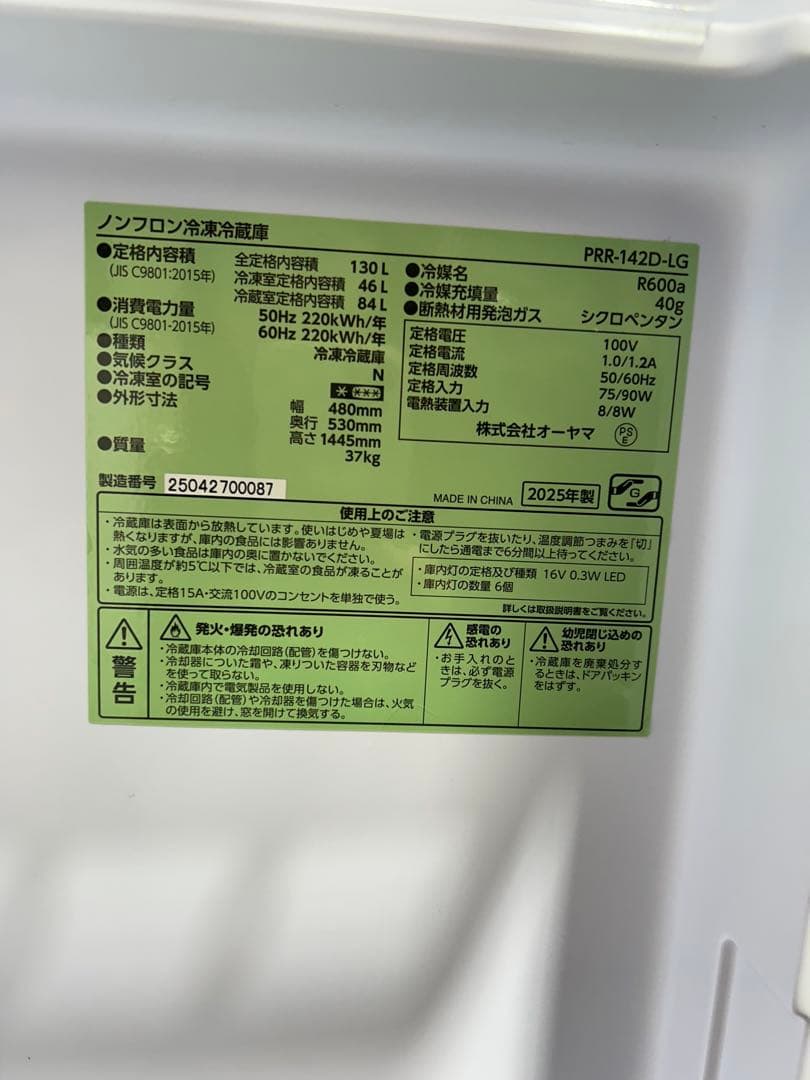 ノンフロン冷凍冷蔵庫
PRR-142D-LG
●定格内容積
(JIS C9801:2015年)
全定格内容積 130 L
冷凍室定格内容積 46 L
冷蔵室定格内容積 84 L
●消費電力量
(JIS C9801-2015年)
50Hz 220kWh/年
60Hz 220kWh/年
●種類 冷凍冷蔵庫
●気候クラス N
●冷凍室の記号 * ***
●外形寸法
幅 480mm
奥行 530mm
高さ 1445mm
●質量 37kg
●冷媒名 R600a
●冷媒充填量 40g
●断熱材用発泡ガス シクロペンタン
定格電圧 100V
定格電流 1.0/1.2A
定格周波数 50/60Hz
定格入力 75/90W
電熱装置入力 8/8W
株式会社オーヤマ
PS
E
製造番号 25042700087
MADE IN CHINA
2025年製
G
使用上のご注意
・冷蔵庫は表面から放熱しています。使いはじめや夏場は
熱くなりますが、庫内の食品には影響ありません。
・水気の多い食品は庫内の奥に置かないでください。
・周囲温度が約5℃以下では、冷蔵室の食品が凍ることが
あります。
・電源は、定格15A・交流100Vのコンセントを単独で使う。
・電源プラグを抜いたり、温度調節つまみを「切」
にしたら通電まで6分間以上待ってください。
・庫内灯の定格及び種類 16V 0.3W LED
・庫内灯の数量 6個
詳しくは取扱説明書をご覧ください。
警告
発火・爆発の恐れあり
・冷蔵庫本体の冷却回路(配管)を傷つけない。
・冷却器についた霜や、凍りついた容器を刃物など
を使って取らない。
・冷蔵庫内で電気製品を使用しない。
・冷却回路(配管)や冷却器を傷つけた場合は、火気
の使用を避け、窓を開けて換気する。
感電の
恐れあり
・お手入れのと
きは、必ず電源
プラグを抜く。
幼児閉じ込めの
恐れあり
・冷蔵庫を廃棄処分す
るときは、ドアパッキン
をはずす。